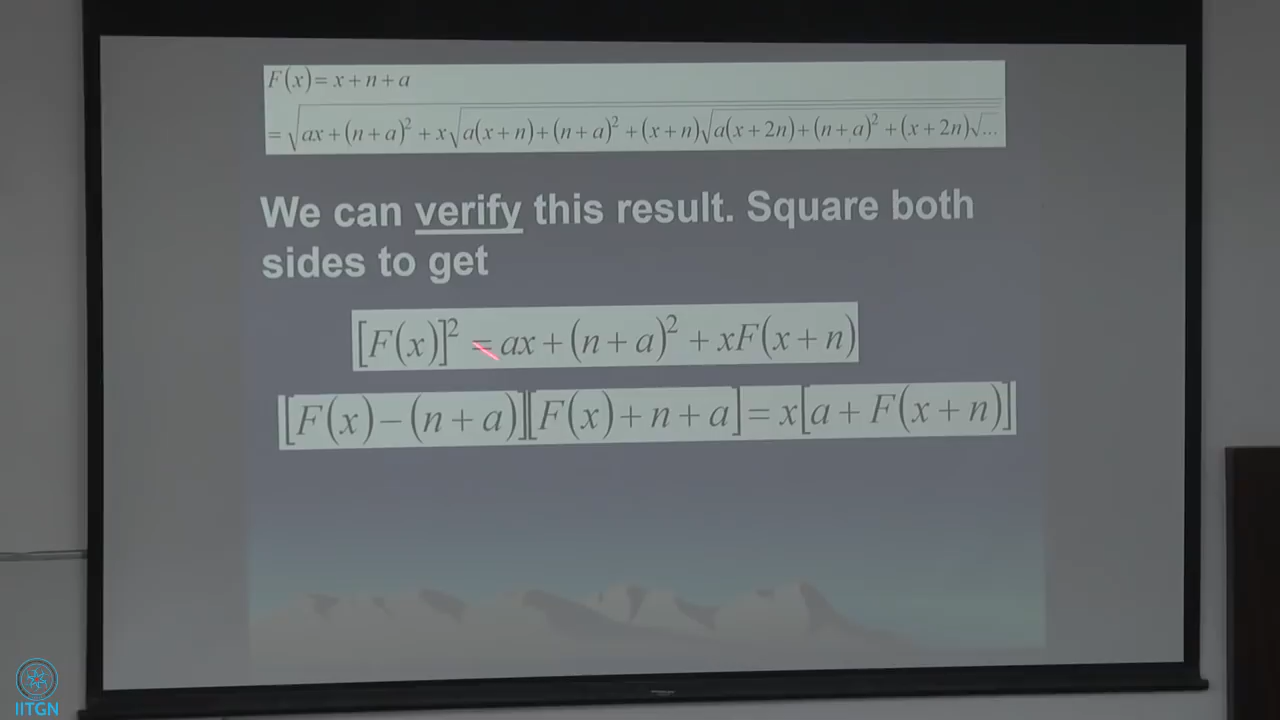 F(x) = x + n + a
= √(ax + (n + a)² + x√(a(x + n) + (n + a)² + (x + n)√(a(x + 2n) + (n + a)² + (x + 2n)√...
We can verify this result. Square both
sides to get
[F(x)]² = ax + (n + a)² + xF(x + n)
[F(x) − (n + a)][F(x) + n + a] = x[a + F(x + n)]
IITGN